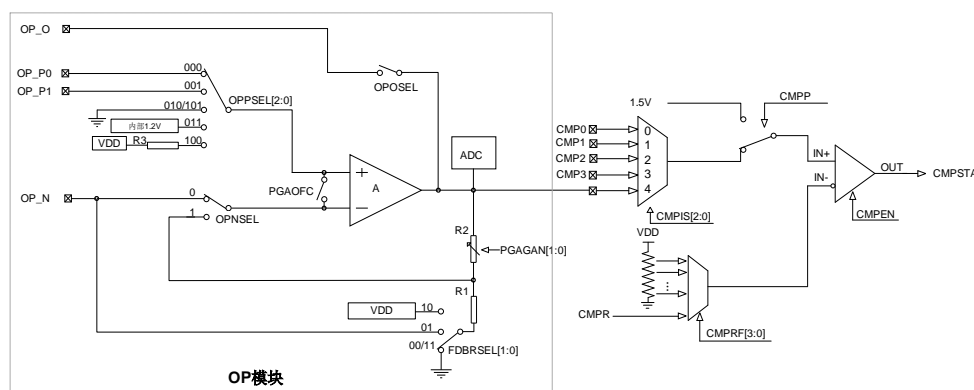 OP_O
OP_P0
OP_P1
000
001
010/101
011
100
OPPSEL[2:0]
内部1.2V
VDD
R3
OPOSEL
PGAOFC
A
ADC
OP_N
0
1
OPNSEL
R2
PGAGAN[1:0]
R1
VDD
10
01
00/11
FDBRSEL[1:0]
OP模块
1.5V
CMPP
CMP0
CMP1
CMP2
CMP3
0
1
2
3
4
CMPIS[2:0]
IN+
IN-
OUT
CMPSTA
CMPEN
VDD
CMPR
CMPRF[3:0]